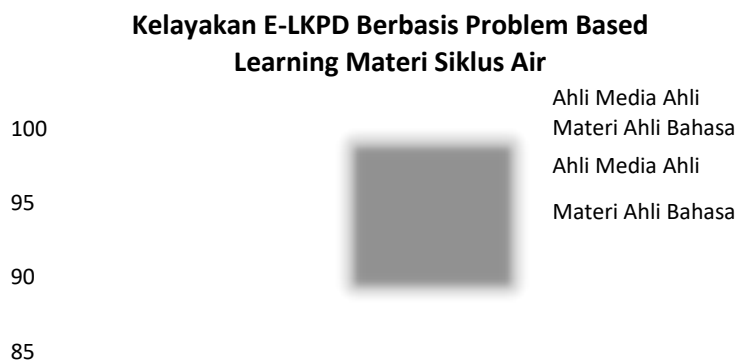 Kelayakan E-LKPD Berbasis Problem Based
Learning Materi Siklus Air
Ahli Media Ahli
Materi Ahli Bahasa
Ahli Media Ahli
Materi Ahli Bahasa
100
95
90
85